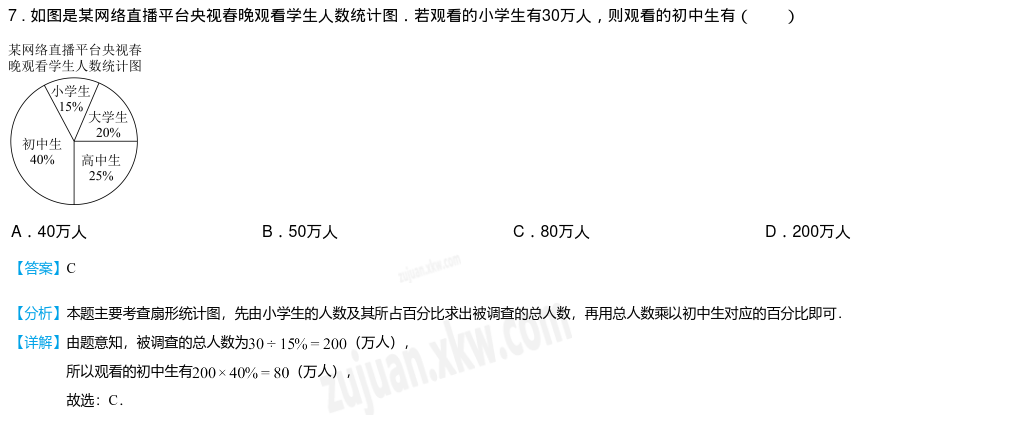 7．如图是某网络直播平台央视春晚观看学生人数统计图．若观看的小学生有30万人，则观看的初中生有（　　）
某网络直播平台央视春
晚观看学生人数统计图
小学生
15%
大学生
20%
初中生
40%
高中生
25%
A．40万人 B．50万人 C．80万人 D．200万人
【答案】C
zujuan.xkw.com
【分析】本题主要考查扇形统计图，先由小学生的人数及其所占百分比求出被调查的总人数，再用总人数乘以初中生对应的百分比即可．
【详解】由题意知，被调查的总人数为30÷15%=200（万人），
所以观看的初中生有200×40%=80（万人），
故选：C．
zujuan.xkw.com